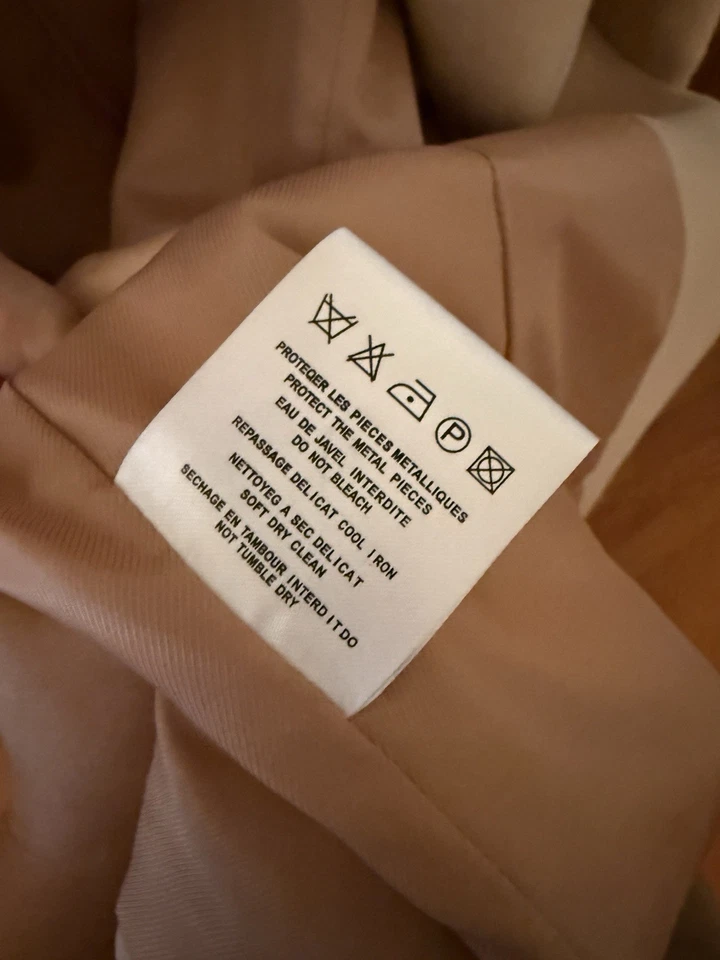 P
PROTEQER LES PIECES METALLIQUES
PROTECT THE METAL PIECES
EAU DE JAVEL INTERDITE
DO NOT BLEACH
REPASSAGE DELICAT COOL IRON
NETTOYEG A SEC DELICAT
SOFT DRY CLEAN
SECHAGE EN TAMBOUR INTERDITDO
NOT TUMBLE DRY